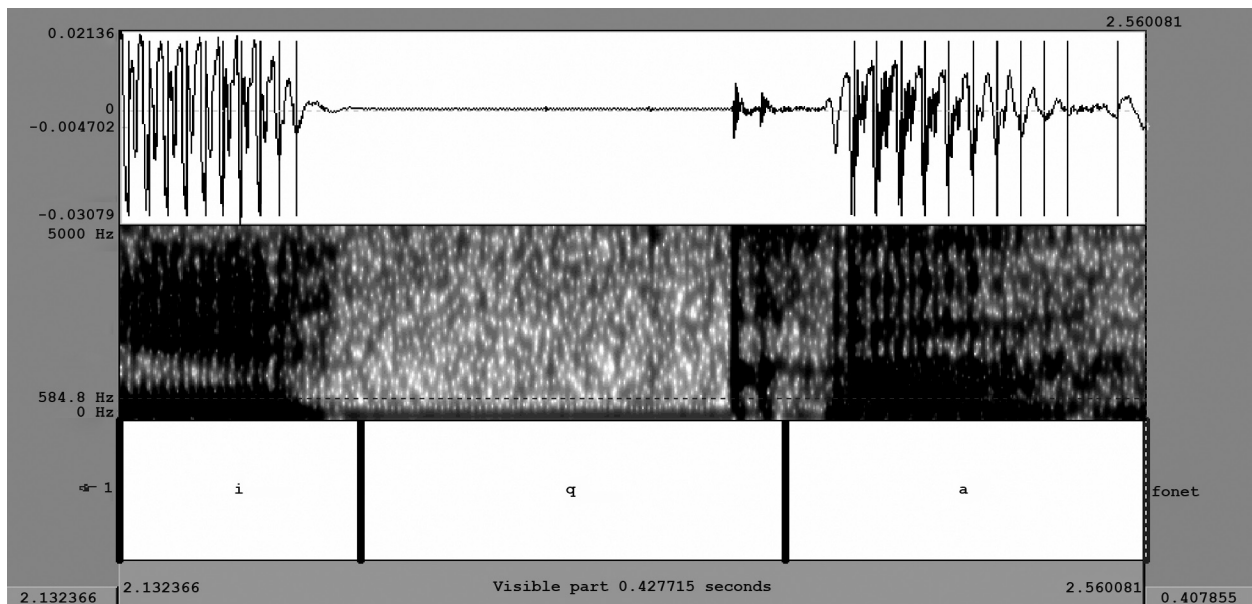 2.560081
0.02136
0
-0.004702
-0.03079
5000 Hz
584.8 Hz
0 Hz
1
i
q
a
fonet
2.132366
Visible part 0.427715 seconds
2.560081
2.132366
0.407855